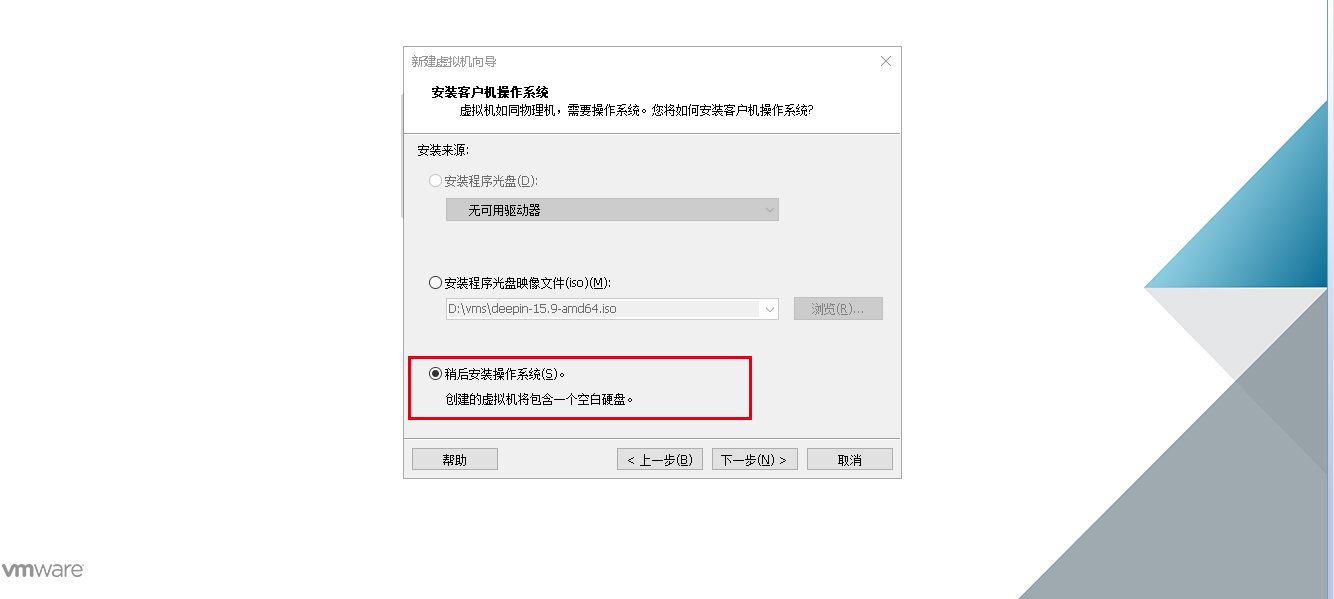 新建虚拟机向导
安装客户机操作系统
虚拟机如同物理机，需要操作系统。您将如何安装客户机操作系统?
安装来源:
安装程序光盘(D):
无可用驱动器
安装程序光盘映像文件(iso)(M):
D:\vms\deepin-15.9-amd64.iso
浏览(R)...
稍后安装操作系统(S)。
创建的虚拟机将包含一个空白硬盘。
帮助
< 上一步(B)
下一步(N) >
取消
vmware